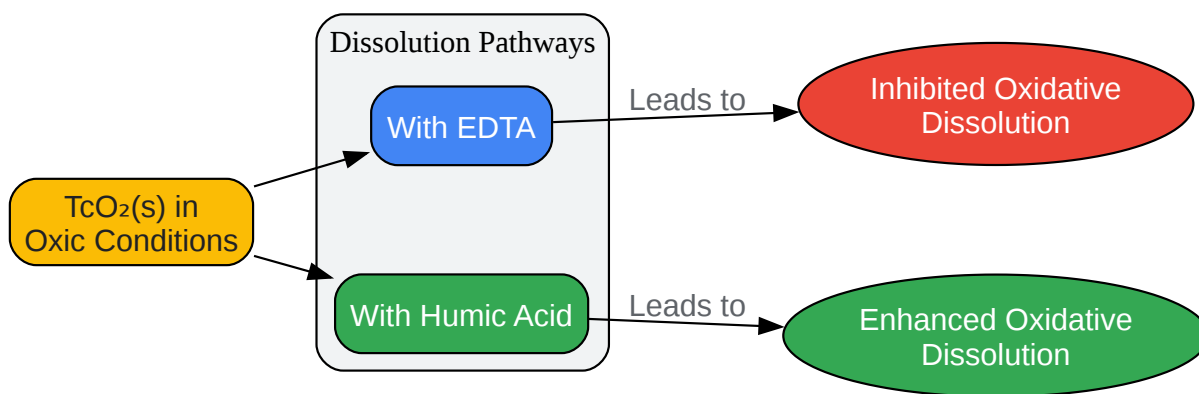 Dissolution Pathways
With EDTA
Leads to
Inhibited Oxidative
Dissolution
TcO₂(s) in
Oxic Conditions
With Humic Acid
Leads to
Enhanced Oxidative
Dissolution